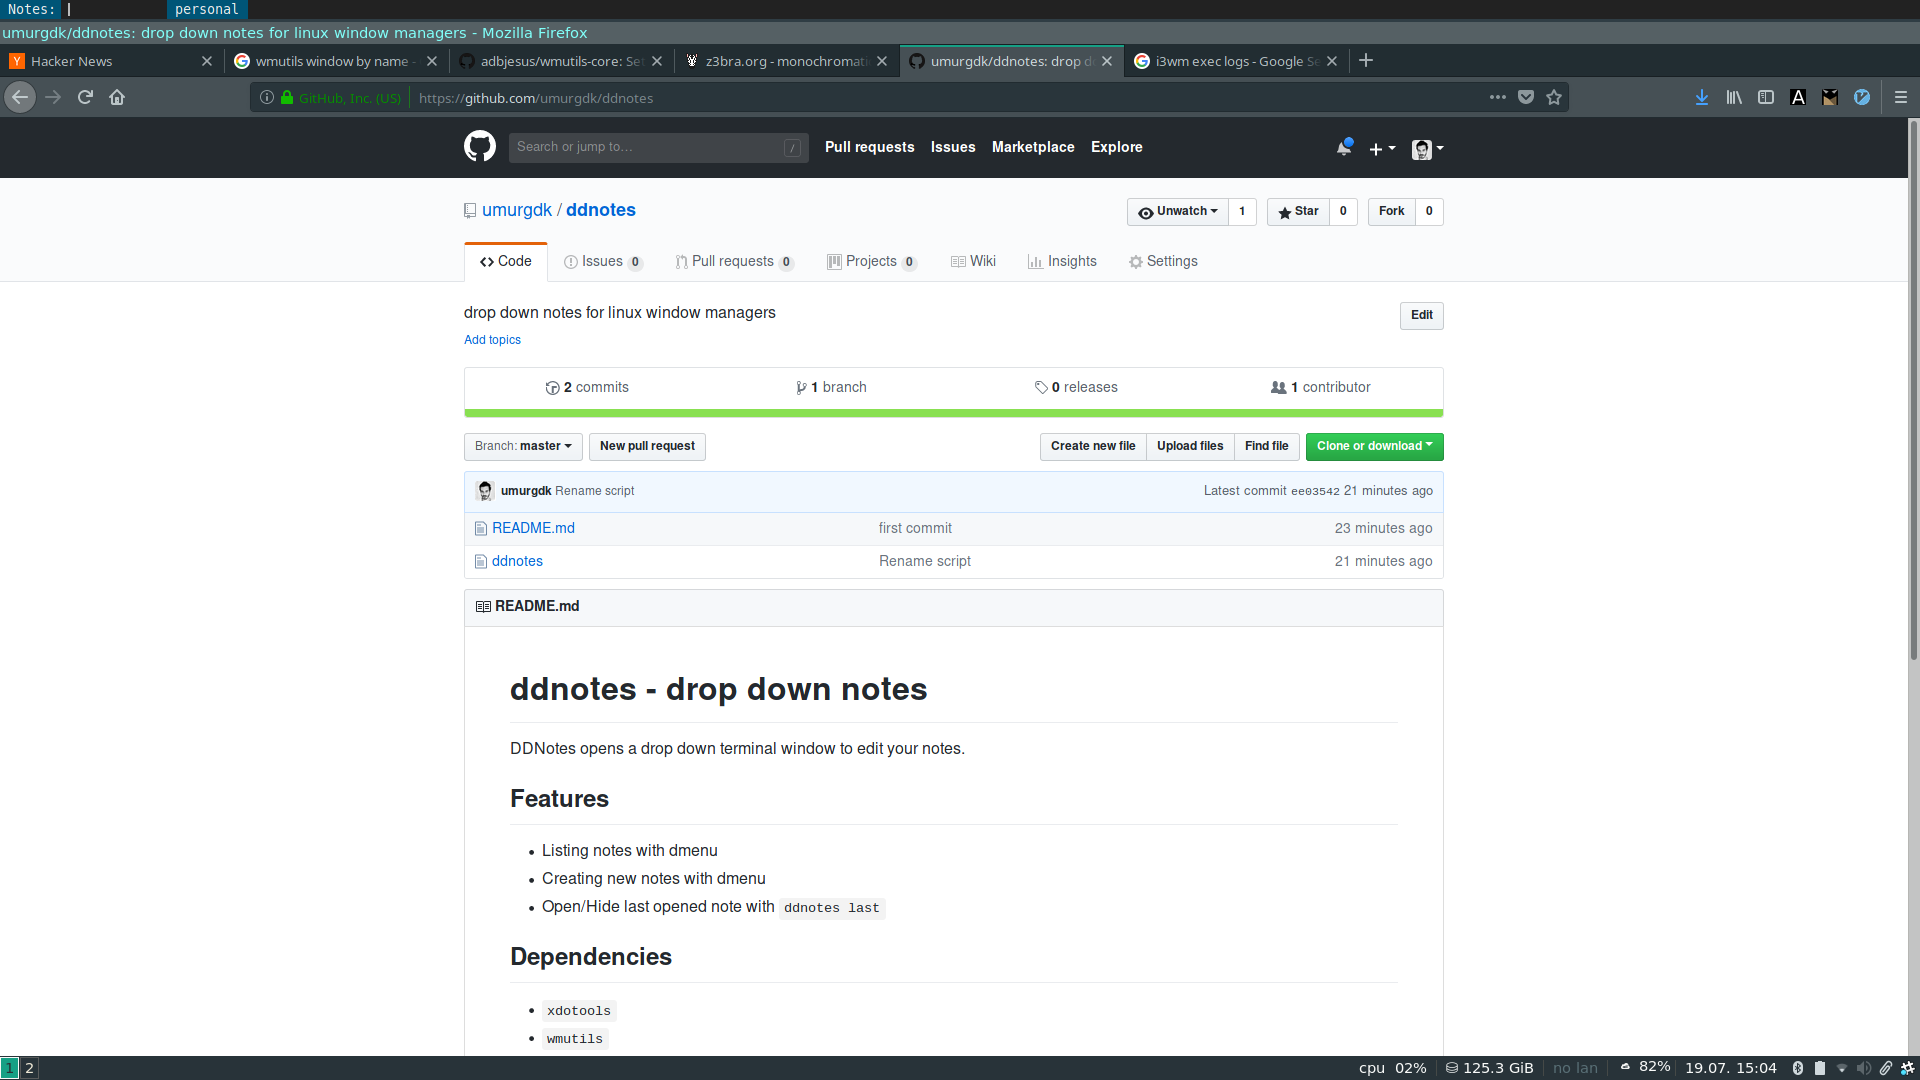 Notes: personal
umurgdk/ddnotes: drop down notes for linux window managers - Mozilla Firefox
Hacker News
wmutils window by name -
adbjesus/wmutils-core: Se
z3bra.org - monochromati
umurgdk/ddnotes: drop d
i3wm exec logs - Google Se
GitHub, Inc. (US) https://github.com/umurgdk/ddnotes
Search or jump to… / Pull requests Issues Marketplace Explore
umurgdk / ddnotes Unwatch 1 Star 0 Fork 0
Code Issues 0 Pull requests 0 Projects 0 Wiki Insights Settings
drop down notes for linux window managers Edit
Add topics
2 commits 1 branch 0 releases 1 contributor
Branch: master New pull request Create new file Upload files Find file Clone or download
umurgdk Rename script Latest commit ee03542 21 minutes ago
README.md first commit 23 minutes ago
ddnotes Rename script 21 minutes ago
README.md
ddnotes - drop down notes
DDNotes opens a drop down terminal window to edit your notes.
Features
• Listing notes with dmenu
• Creating new notes with dmenu
• Open/Hide last opened note with ddnotes last
Dependencies
• xdotools
• wmutils
1 2 cpu 02% 125.3 GiB no lan 82% 19.07. 15:04